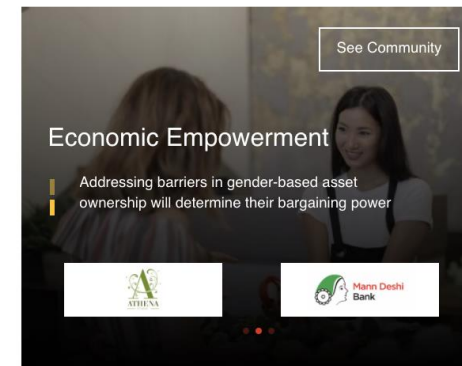 See Community
Economic Empowerment
Addressing barriers in gender-based asset
ownership will determine their bargaining power
A
ATHENA
Mann Deshi
Bank